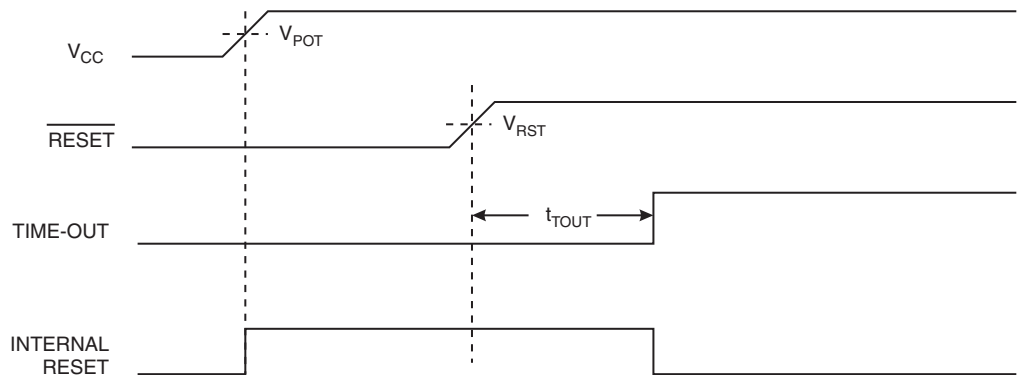 VCC
VPOT
RESET
VRST
TIME-OUT
tTOUT
INTERNAL
RESET